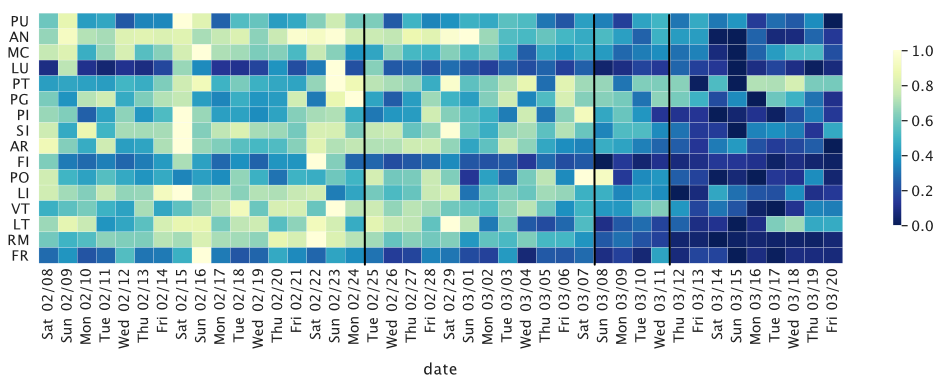 PU
AN
MC
LU
PT
PG
PI
SI
AR
FI
PO
LI
VT
LT
RM
FR
1.0
0.8
0.6
0.4
0.2
0.0
Sat 02/08
Sun 02/09
Mon 02/10
Tue 02/11
Wed 02/12
Thu 02/13
Fri 02/14
Sat 02/15
Sun 02/16
Mon 02/17
Tue 02/18
Wed 02/19
Thu 02/20
Fri 02/21
Sat 02/22
Sun 02/23
Mon 02/24
Tue 02/25
Wed 02/26
Thu 02/27
Fri 02/28
Sat 02/29
Sun 03/01
Mon 03/02
Tue 03/03
Wed 03/04
Thu 03/05
Fri 03/06
Sat 03/07
Sun 03/08
Mon 03/09
Tue 03/10
Wed 03/11
Thu 03/12
Fri 03/13
Sat 03/14
Sun 03/15
Mon 03/16
Tue 03/17
Wed 03/18
Thu 03/19
Fri 03/20
date